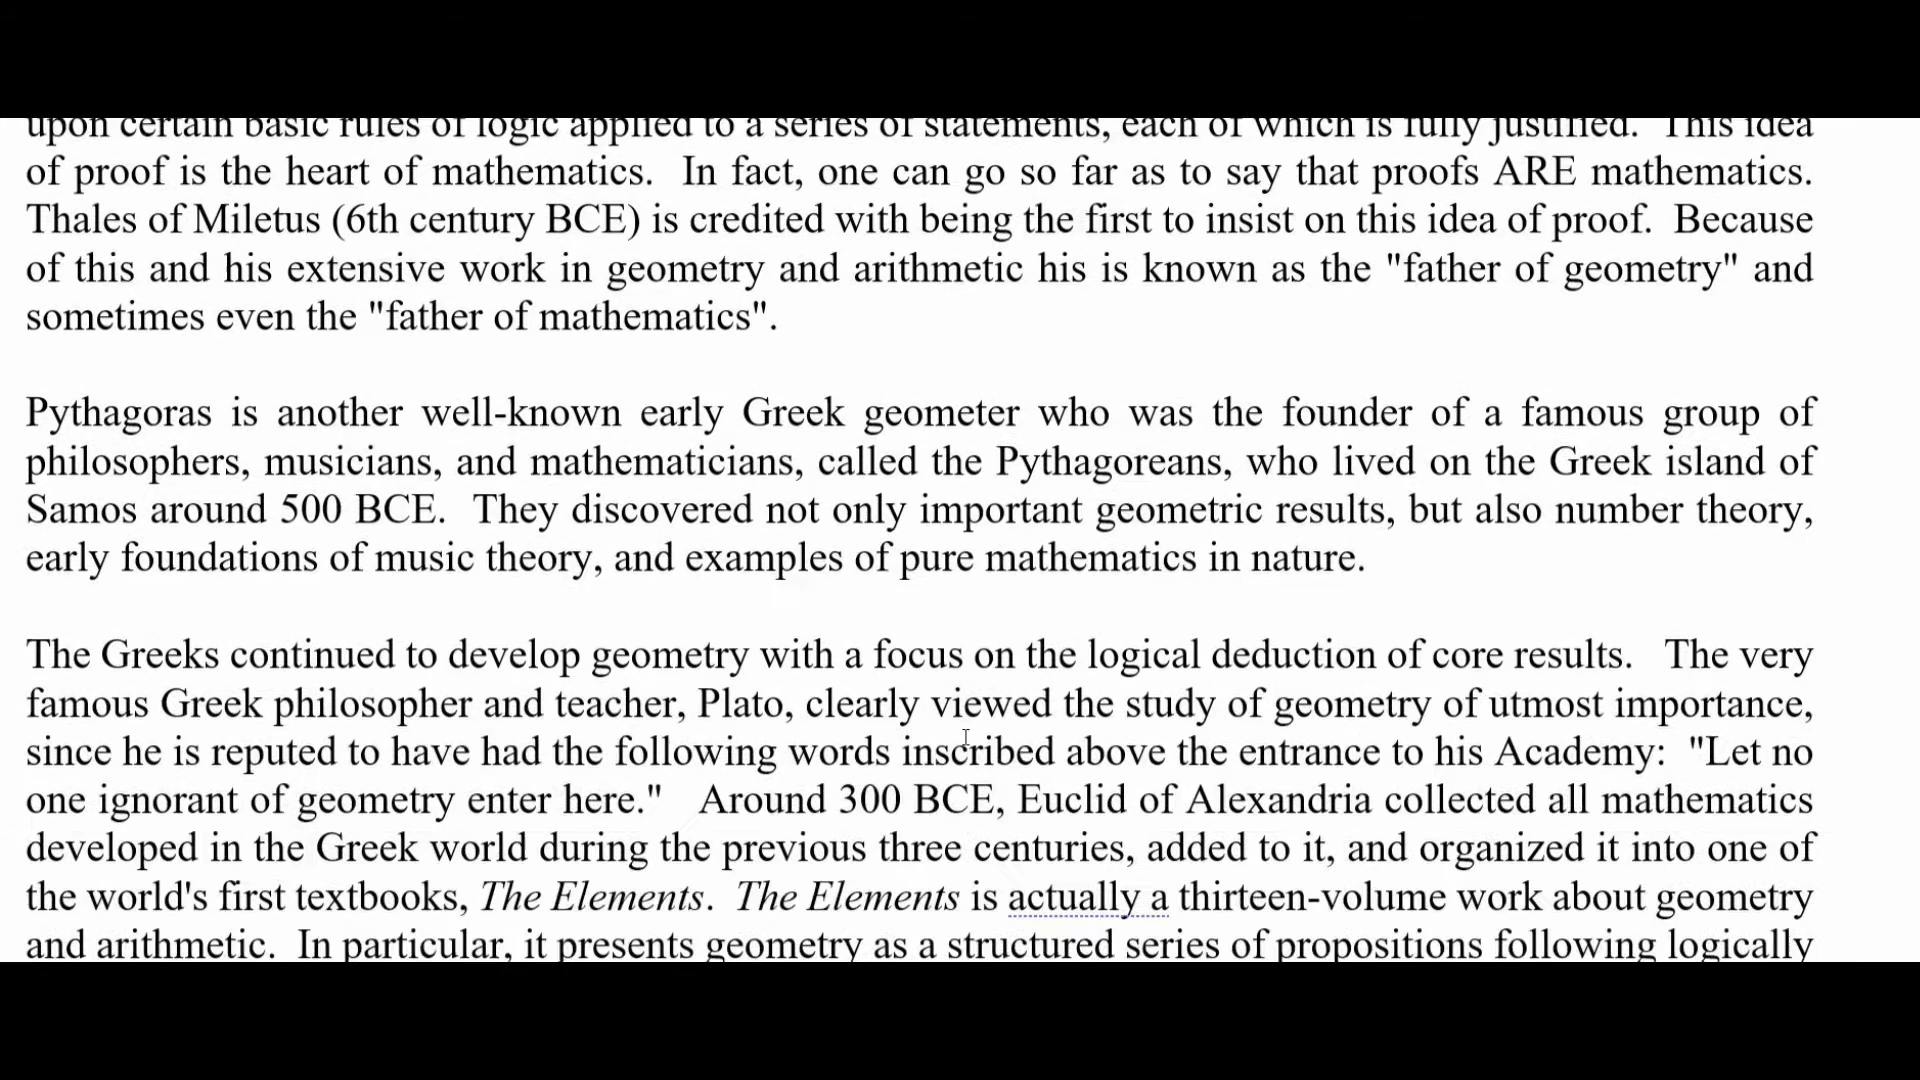 upon certain basic rules of logic applied to a series of statements, each of which is fully justified.  This idea
of proof is the heart of mathematics.  In fact, one can go so far as to say that proofs ARE mathematics.
Thales of Miletus (6th century BCE) is credited with being the first to insist on this idea of proof.  Because
of this and his extensive work in geometry and arithmetic his is known as the "father of geometry" and
sometimes even the "father of mathematics".
Pythagoras is another well-known early Greek geometer who was the founder of a famous group of
philosophers, musicians, and mathematicians, called the Pythagoreans, who lived on the Greek island of
Samos around 500 BCE.  They discovered not only important geometric results, but also number theory,
early foundations of music theory, and examples of pure mathematics in nature.
The Greeks continued to develop geometry with a focus on the logical deduction of core results.   The very
famous Greek philosopher and teacher, Plato, clearly viewed the study of geometry of utmost importance,
since he is reputed to have had the following words inscribed above the entrance to his Academy:  "Let no
one ignorant of geometry enter here."   Around 300 BCE, Euclid of Alexandria collected all mathematics
developed in the Greek world during the previous three centuries, added to it, and organized it into one of
the world's first textbooks, The Elements.  The Elements is actually a thirteen-volume work about geometry
and arithmetic.  In particular, it presents geometry as a structured series of propositions following logically